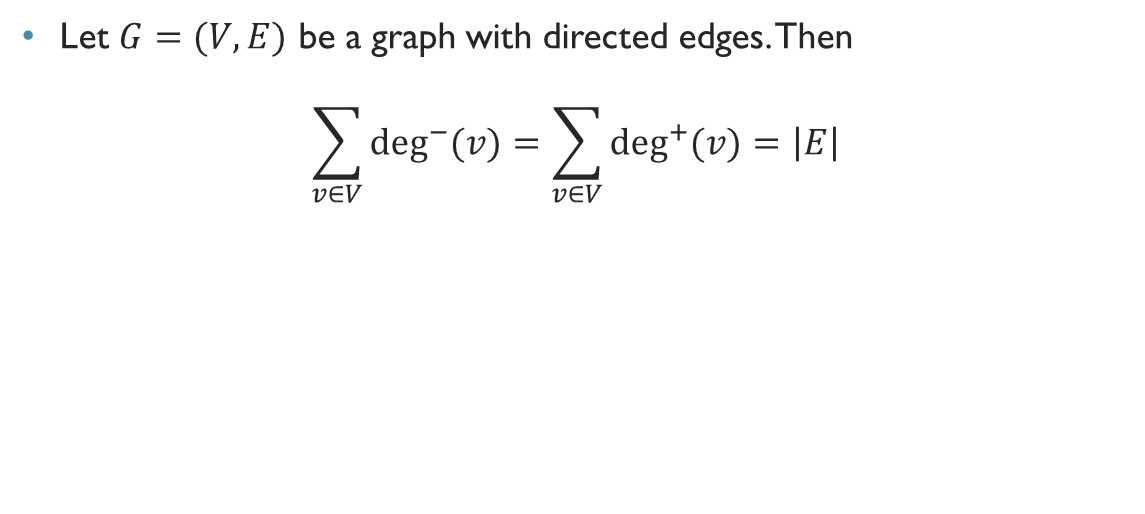 • Let 𝐺 = (𝑉, 𝐸) be a graph with directed edges. Then
∑ deg⁻(𝑣) = ∑ deg⁺(𝑣) = |𝐸|
𝑣∈𝑉 𝑣∈𝑉